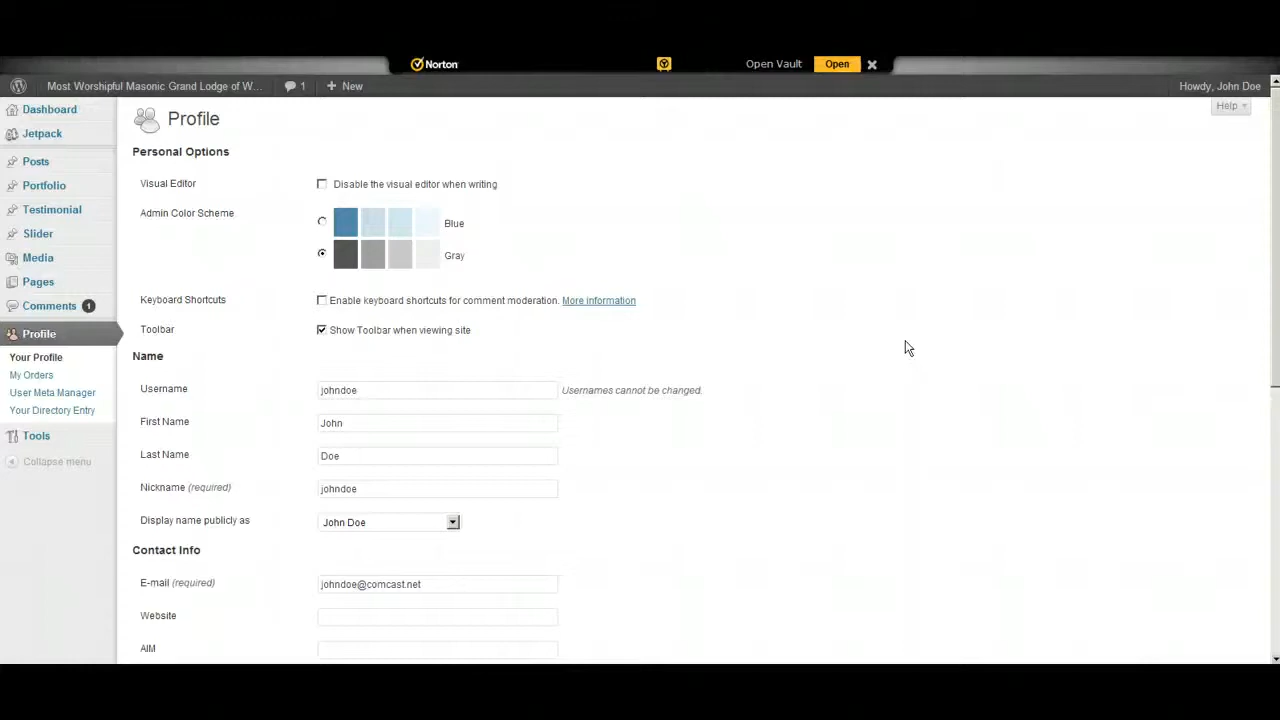 Norton
Open Vault
Open
Most Worshipful Masonic Grand Lodge of W...
1
New
Howdy, John Doe
Help
Dashboard
Jetpack
Posts
Portfolio
Testimonial
Slider
Media
Pages
Comments 1
Profile
Your Profile
My Orders
User Meta Manager
Your Directory Entry
Tools
Collapse menu
Profile
Personal Options
Visual Editor
Disable the visual editor when writing
Admin Color Scheme
Blue
Gray
Keyboard Shortcuts
Enable keyboard shortcuts for comment moderation. More information
Toolbar
Show Toolbar when viewing site
Name
Username
johndoe
Usernames cannot be changed.
First Name
John
Last Name
Doe
Nickname (required)
johndoe
Display name publicly as
John Doe
Contact Info
E-mail (required)
johndoe@comcast.net
Website
AIM